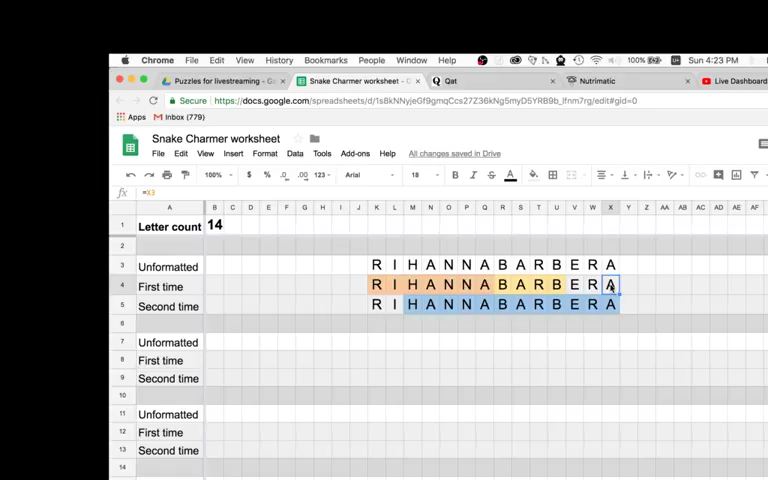 Chrome File Edit View History Bookmarks People Window Help 100% Sun 4:23 PM
Puzzles for livestreaming - Go Snake Charmer worksheet - Qat Nutrimatic Live Dashboard
Secure https://docs.google.com/spreadsheets/d/1s8kNNyjeGf9gmqCcs27Z36kNg5myD5YRB9b_lfnm7rg/edit#gid=0
Apps Inbox (779)
Snake Charmer worksheet
File Edit View Insert Format Data Tools Add-ons Help All changes saved in Drive
100% $ % .0 .00 123 Arial 18 B I S A
fx =X3
A B C D E F G H I J K L M N O P Q R S T U V W X Y Z AA AB AC AD AE AF
1 Letter count 14
2
3 Unformatted R I H A N N A B A R B E R A
4 First time R I H A N N A B A R B E R A
5 Second time R I H A N N A B A R B E R A
6
7 Unformatted
8 First time
9 Second time
10
11 Unformatted
12 First time
13 Second time
14